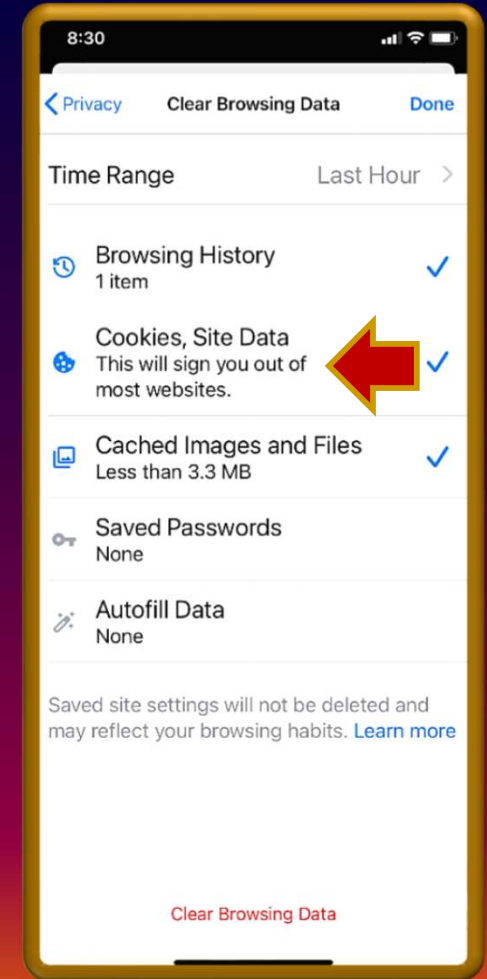 8:30
Privacy Clear Browsing Data Done
Time Range Last Hour
Browsing History
1 item
Cookies, Site Data
This will sign you out of
most websites.
Cached Images and Files
Less than 3.3 MB
Saved Passwords
None
Autofill Data
None
Saved site settings will not be deleted and
may reflect your browsing habits. Learn more
Clear Browsing Data